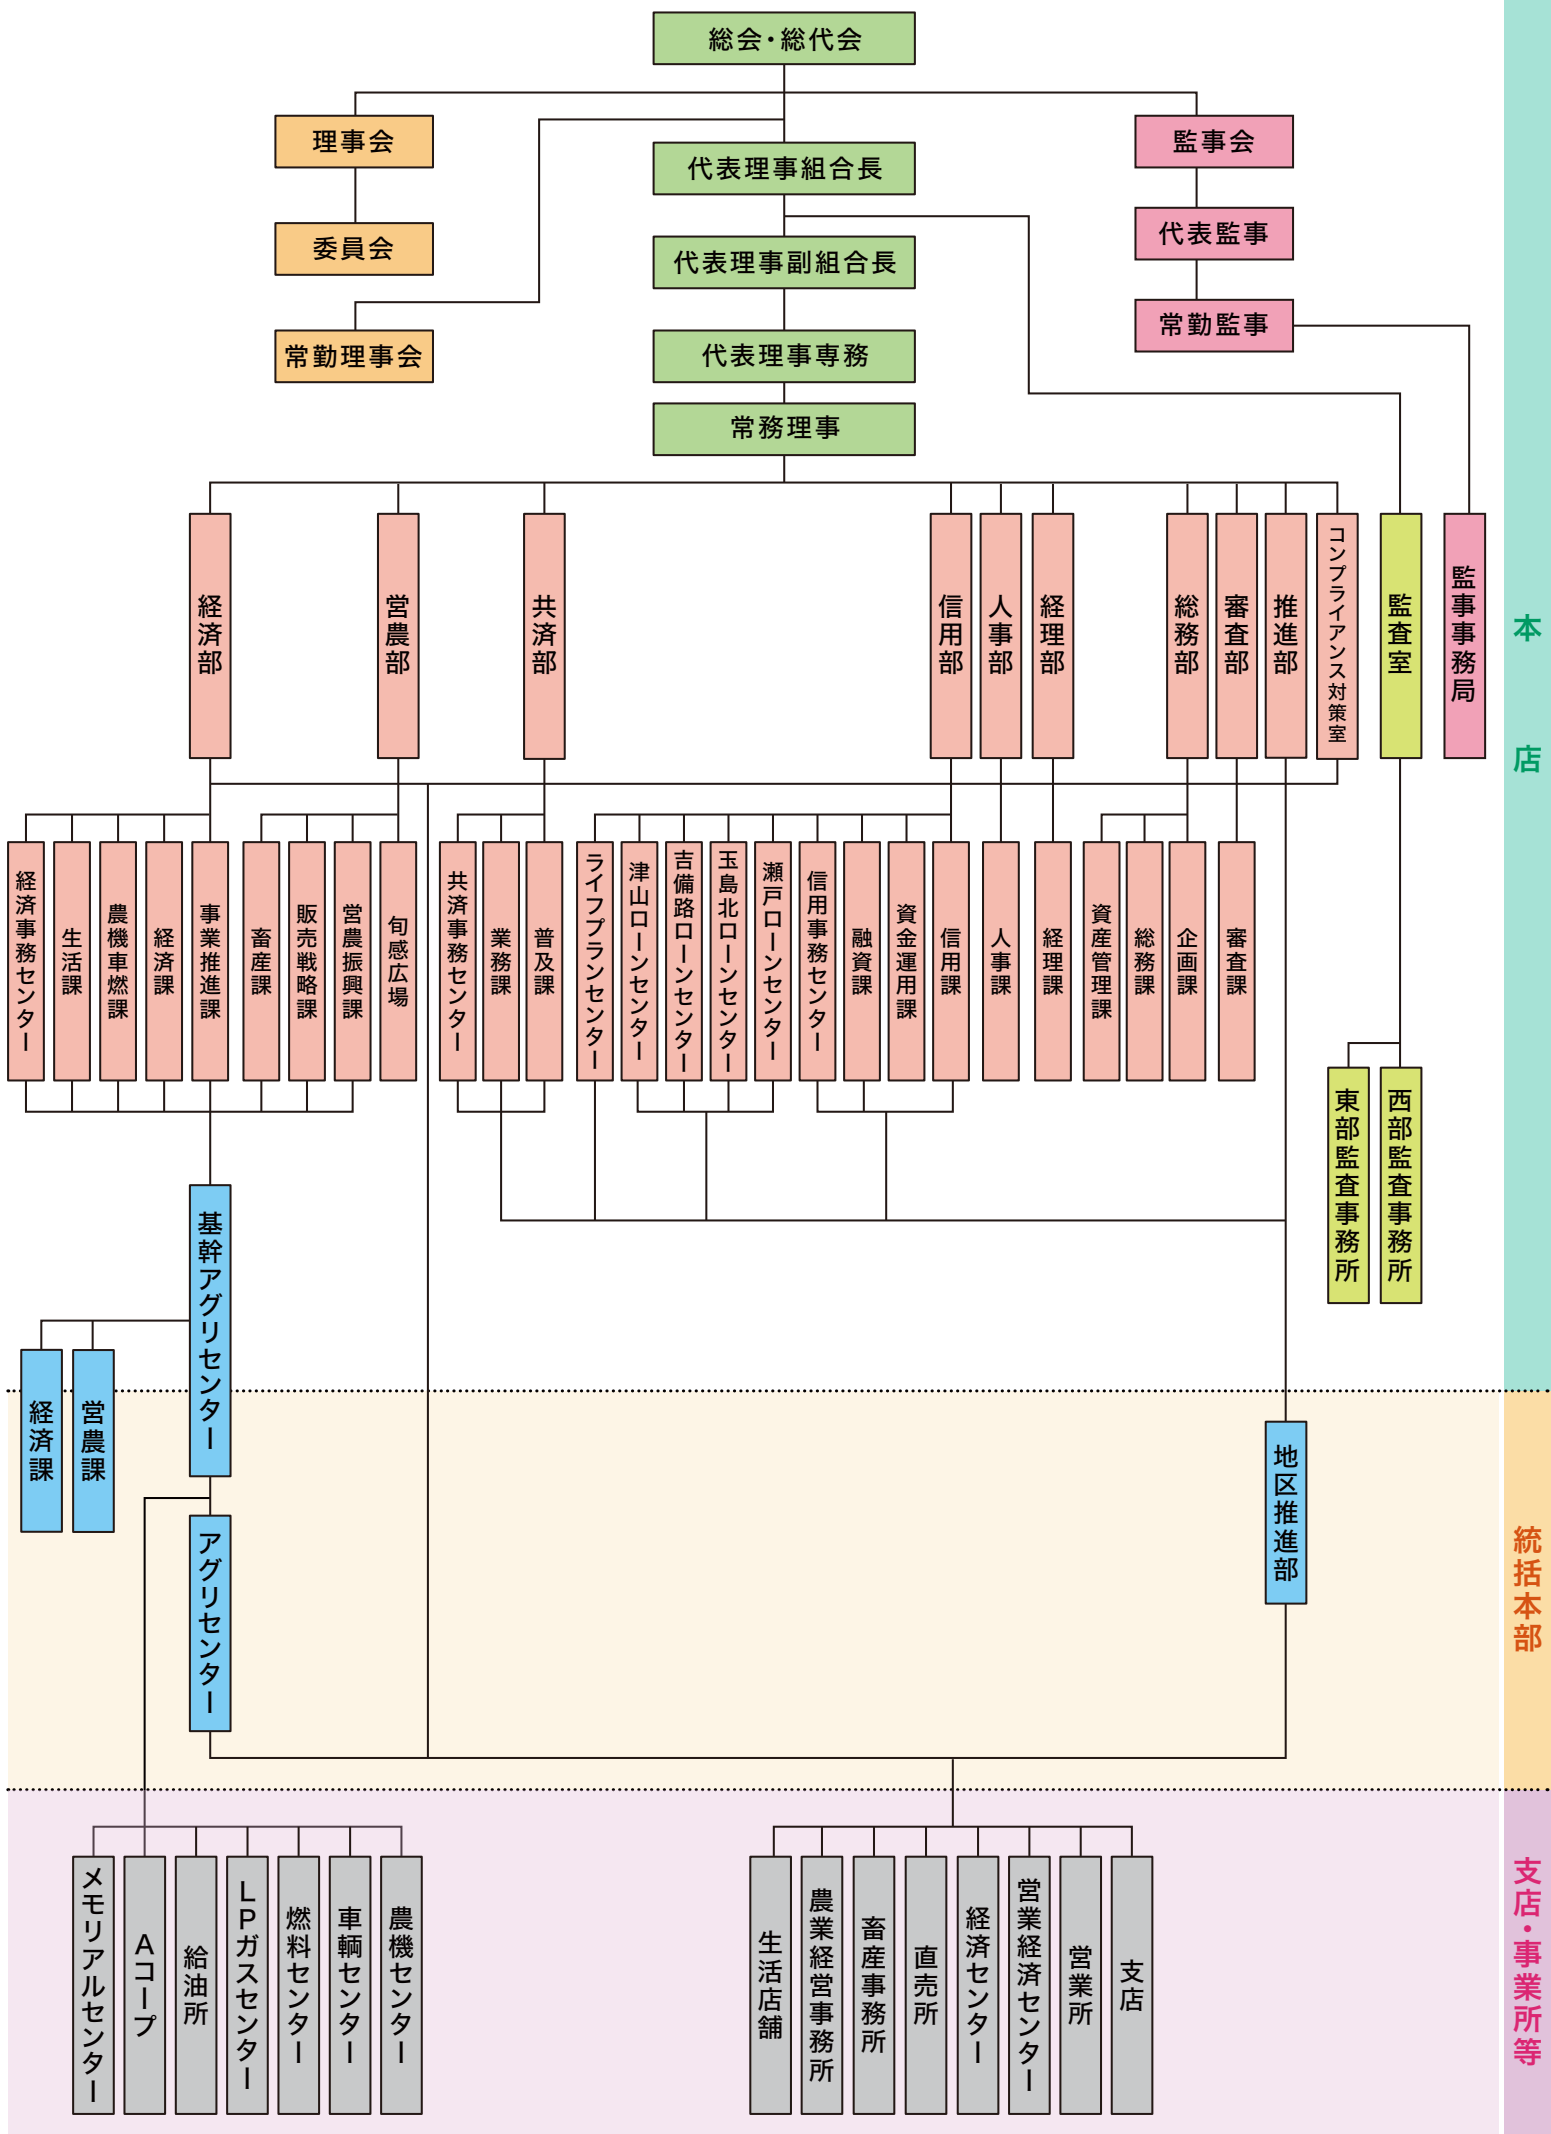 総会・総代会
理事会
代表理事組合長
監事会
委員会
代表理事副組合長
代表監事
常勤理事会
代表理事専務
常勤監事
常務理事
経済部
営農部
共済部
信用部
人事部
経理部
総務部
審査部
推進部
コンプライアンス対策室
監査室
監事事務局
本店
経済事務センター
生活課
農機車燃課
経済課
事業推進課
畜産課
販売戦略課
営農振興課
旬感広場
共済事務センター
業務課
普及課
ライフプランセンター
津山ローンセンター
吉備路ローンセンター
玉島北ローンセンター
瀬戸ローンセンター
信用事務センター
融資課
資金運用課
信用課
人事課
経理課
資産管理課
総務課
企画課
審査課
東部監査事務所
西部監査事務所
基幹アグリセンター
経済課
営農課
アグリセンター
地区推進部
統括本部
メモリアルセンター
Aコープ
給油所
LPガスセンター
燃料センター
車輌センター
農機センター
生活店舗
農業経営事務所
畜産事務所
直売所
経済センター
営業経済センター
営業所
支店
支店・事業所等